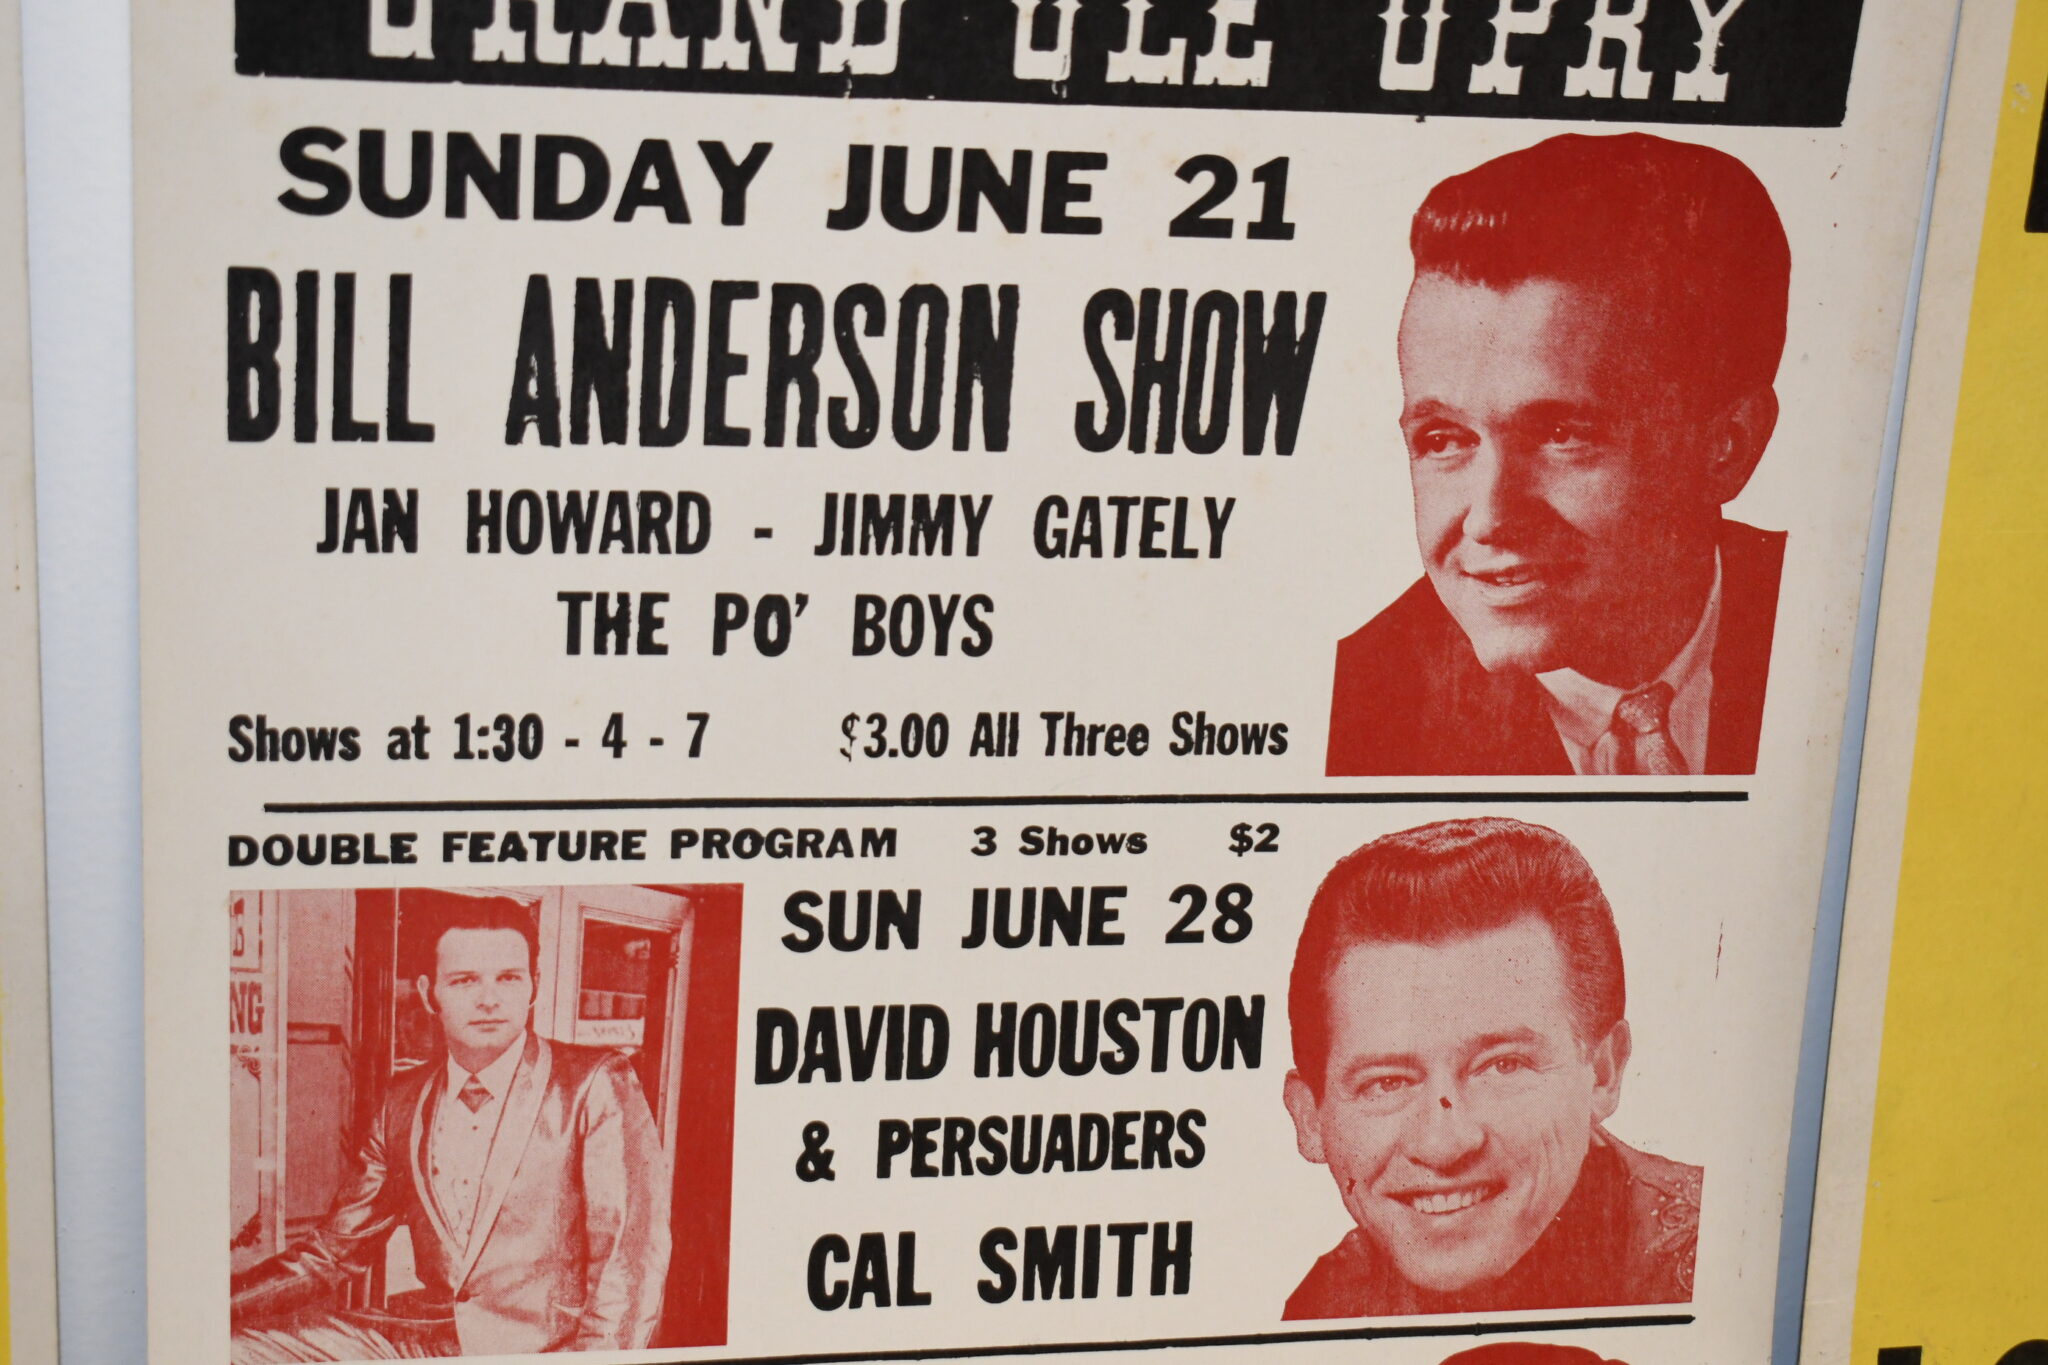 GRAND OLE OPRY
SUNDAY JUNE 21
BILL ANDERSON SHOW
JAN HOWARD - JIMMY GATELY
THE PO' BOYS
Shows at 1:30 - 4 - 7 $3.00 All Three Shows
DOUBLE FEATURE PROGRAM 3 Shows $2
SUN JUNE 28
DAVID HOUSTON
& PERSUADERS
CAL SMITH